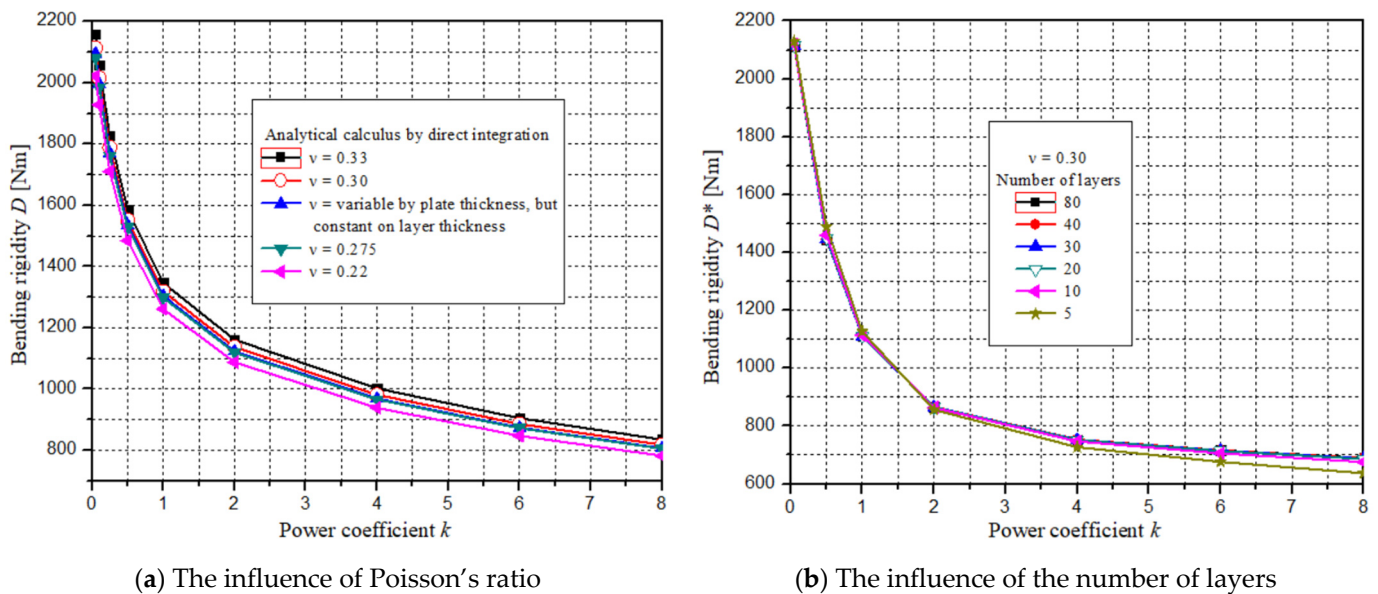 2200
2000
1800
1600
1400
1200
1000
800
Bending rigidity D [Nm]
Analytical calculus by direct integration
ν = 0.33
ν = 0.30
ν = variable by plate thickness, but
constant on layer thickness
ν = 0.275
ν = 0.22
0 1 2 3 4 5 6 7 8
Power coefficient k
(a) The influence of Poisson’s ratio
2200
2000
1800
1600
1400
1200
1000
800
600
Bending rigidity D* [Nm]
ν = 0.30
Number of layers
80
40
30
20
10
5
0 1 2 3 4 5 6 7 8
Power coefficient k
(b) The influence of the number of layers